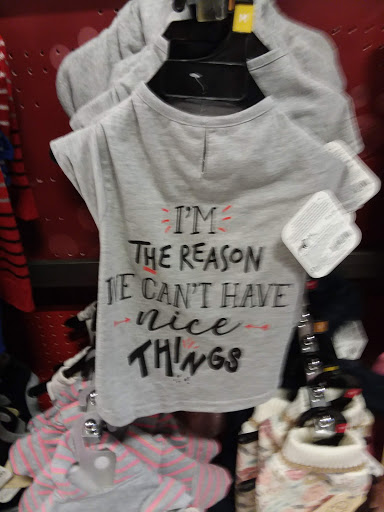 M
I'M
THE REASON
WE CAN'T HAVE
nice
THINGS